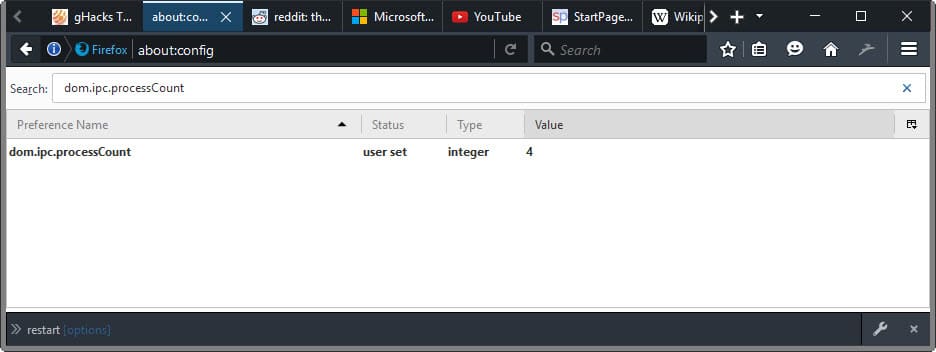 gHacks T...
about:co...
reddit: th...
Microsoft...
YouTube
SP StartPage...
W Wikip
Firefox about:config
Search
Search: dom.ipc.processCount
Preference Name Status Type Value
dom.ipc.processCount user set integer 4
restart [options]